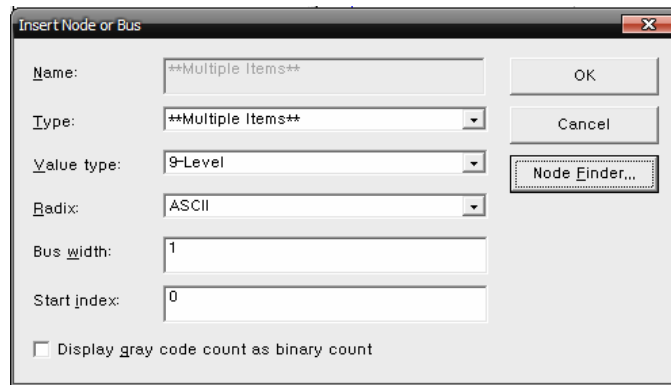 Insert Node or Bus
Name: **Multiple Items** OK
Type: **Multiple Items** Cancel
Value type: 9-Level Node Finder...
Radix: ASCII
Bus width: 1
Start index: 0
Display gray code count as binary count